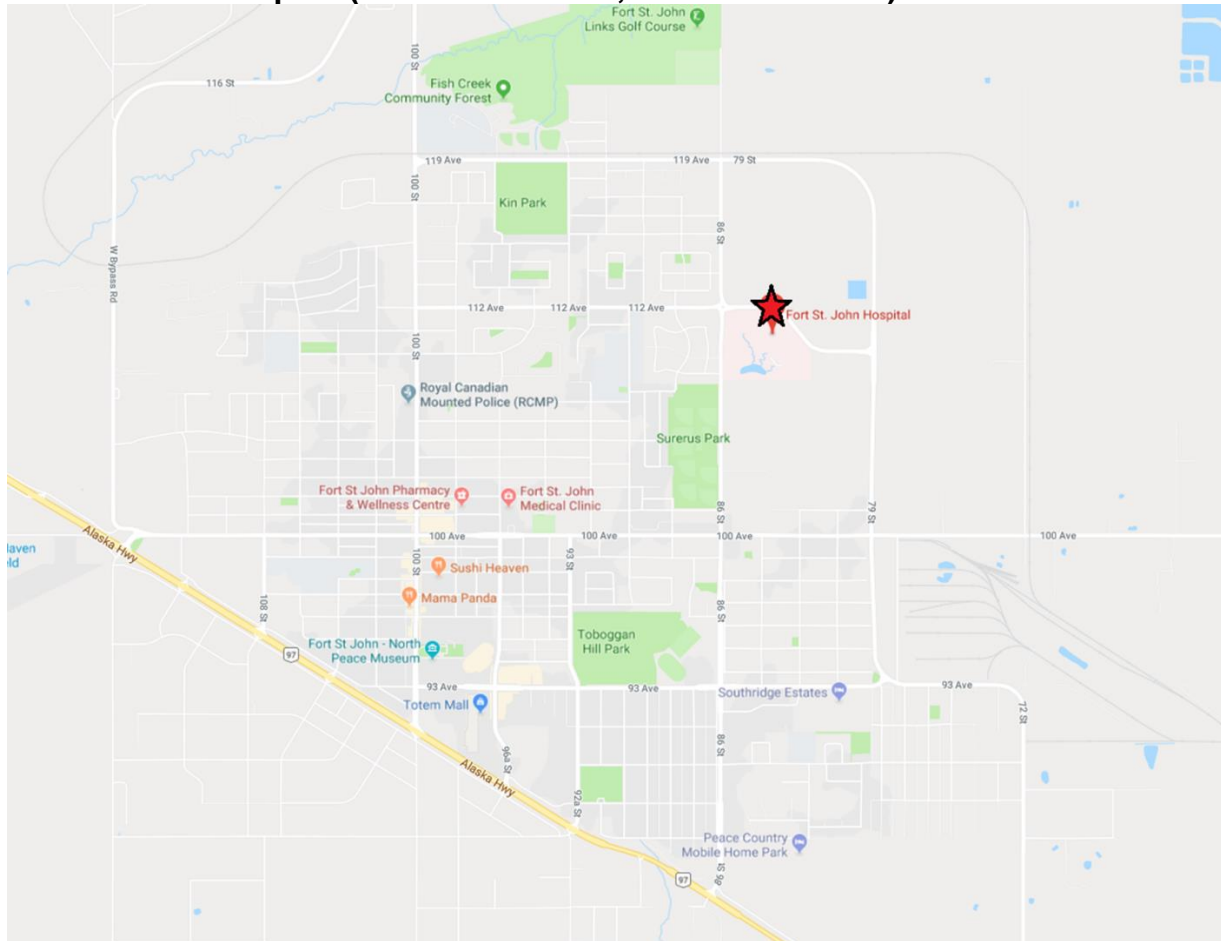 Fort St. John
Links Golf Course
100 St
116 St
Fish Creek
Community Forest
119 Ave
119 Ave
79 St
100 St
Kin Park
86 St
W Bypass Rd
112 Ave
112 Ave
112 Ave
Fort St. John Hospital
100 St
Royal Canadian
Mounted Police (RCMP)
Surerus Park
Fort St John Pharmacy
& Wellness Centre
Fort St. John
Medical Clinic
86 St
79 St
Alaska Hwy
100 Ave
100 Ave
100 Ave
100 Ave
100 St
93 St
Sushi Heaven
Mama Panda
108 St
86 St
Fort St John - North
Peace Museum
Toboggan
Hill Park
97
93 Ave
93 Ave
Southridge Estates
93 Ave
Totem Mall
72 St
86 St
96a St
Alaska Hwy
92a St
Peace Country
Mobile Home Park
97
86 St